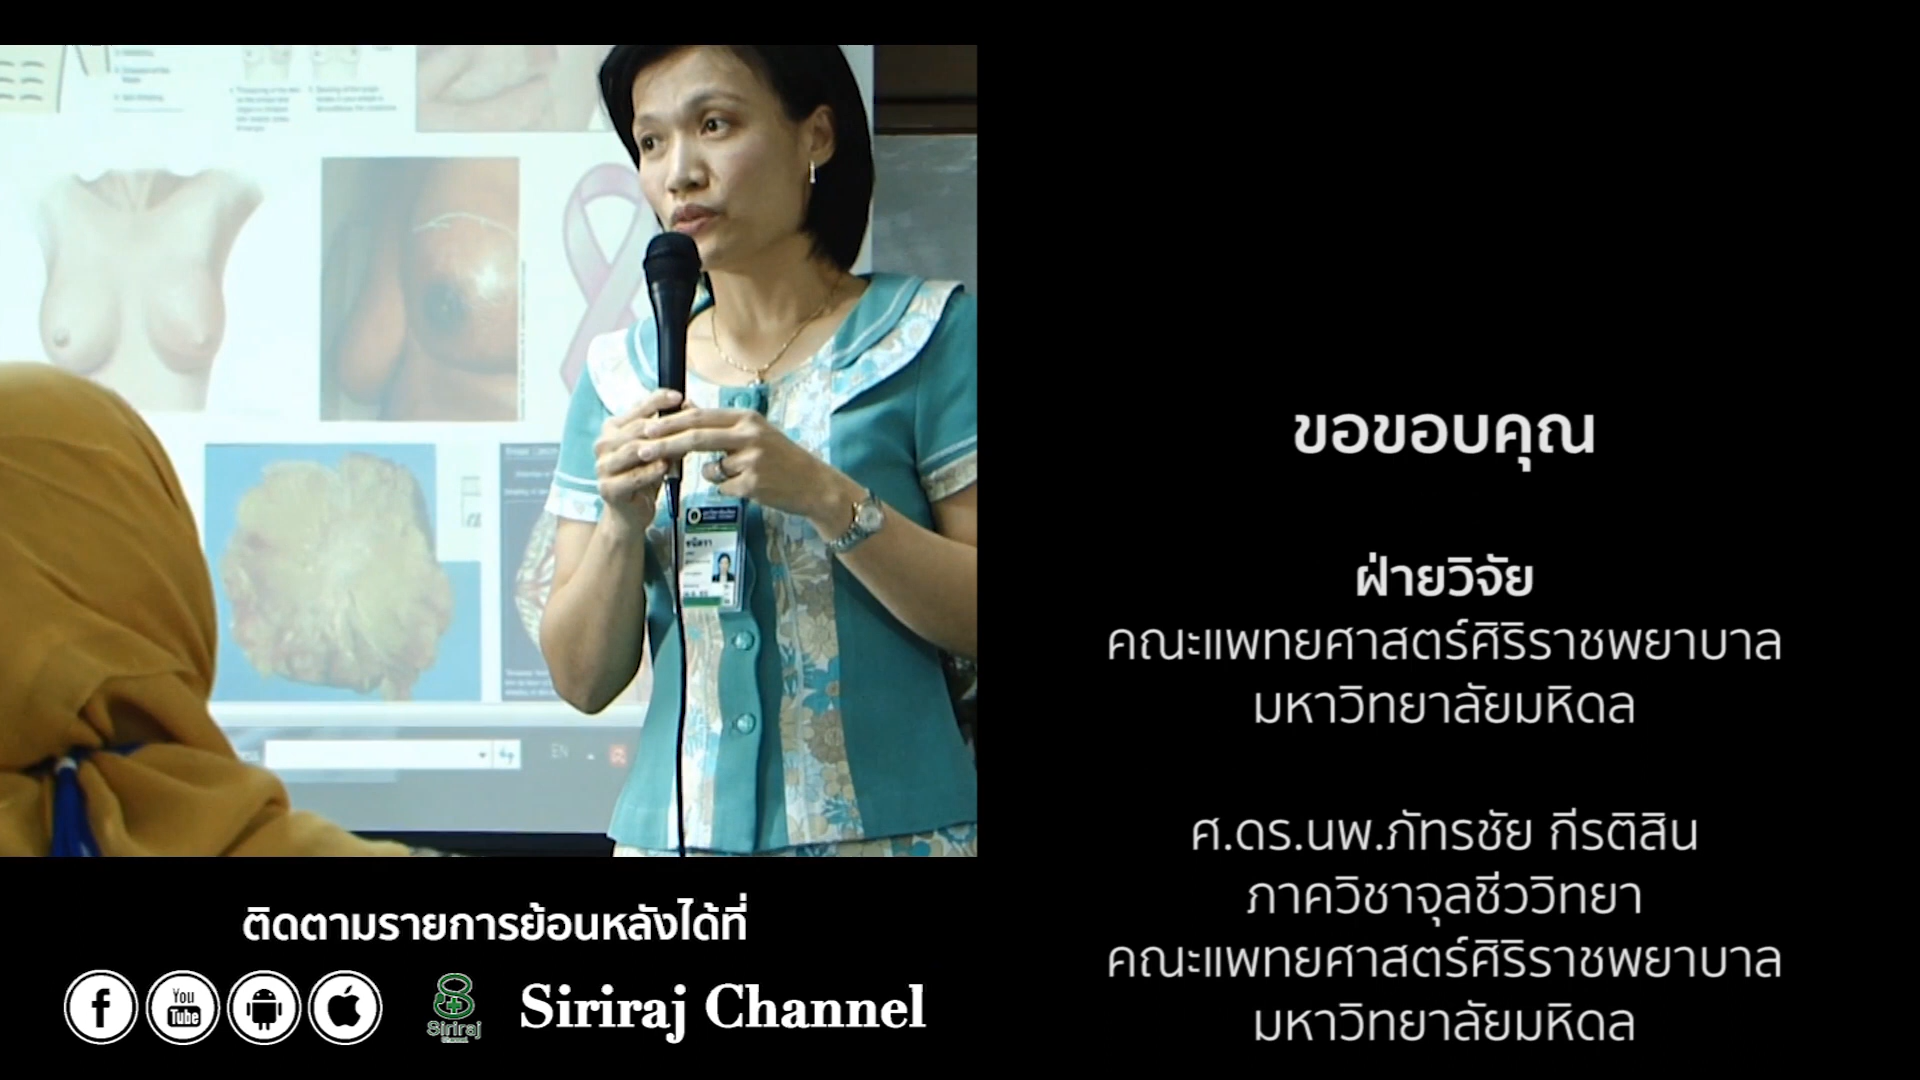 EN
ชนิดรา
ขอขอบคุณ
ฝ่ายวิจัย
คณะแพทยศาสตร์ศิริราชพยาบาล
มหาวิทยาลัยมหิดล
ศ.ดร.นพ.ภัทรชัย กีรติสิน
ภาควิชาจุลชีววิทยา
คณะแพทยศาสตร์ศิริราชพยาบาล
มหาวิทยาลัยมหิดล
ติดตามรายการย้อนหลังได้ที่
f
You
Tube
Siriraj
Channel
Siriraj Channel